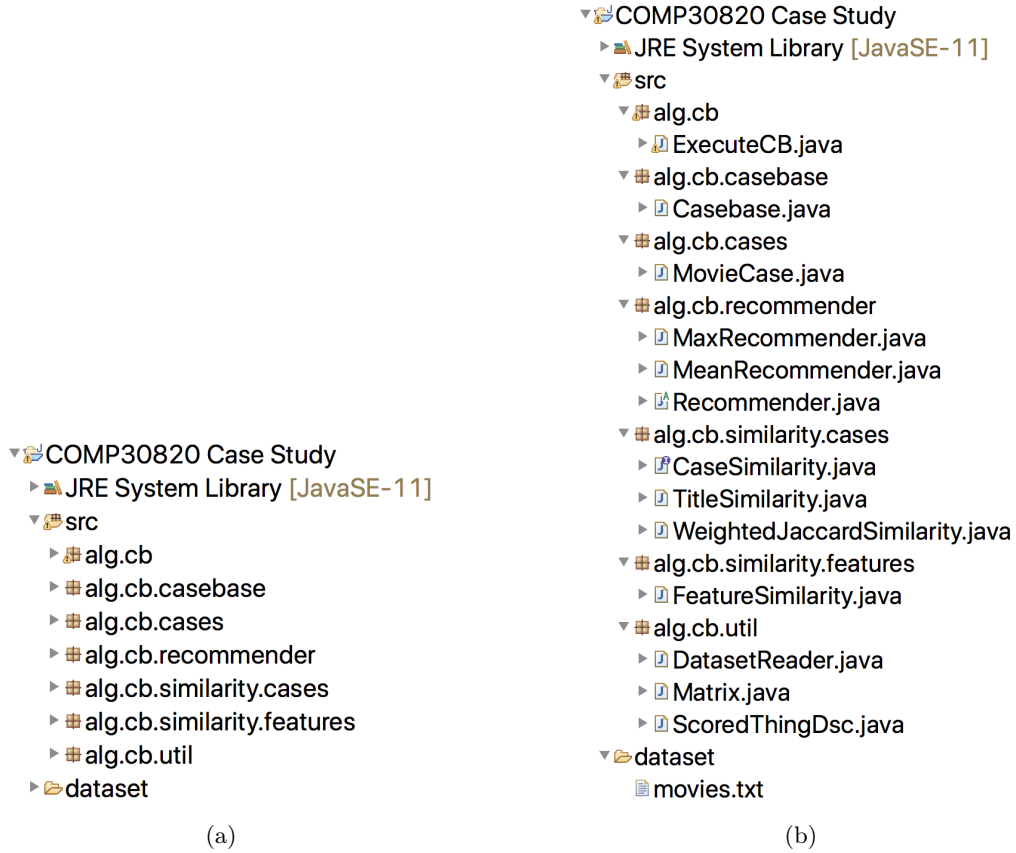 COMP30820 Case Study
JRE System Library [JavaSE-11]
src
alg.cb
alg.cb.casebase
alg.cb.cases
alg.cb.recommender
alg.cb.similarity.cases
alg.cb.similarity.features
alg.cb.util
dataset
(a)
COMP30820 Case Study
JRE System Library [JavaSE-11]
src
alg.cb
ExecuteCB.java
alg.cb.casebase
Casebase.java
alg.cb.cases
MovieCase.java
alg.cb.recommender
MaxRecommender.java
MeanRecommender.java
Recommender.java
alg.cb.similarity.cases
CaseSimilarity.java
TitleSimilarity.java
WeightedJaccardSimilarity.java
alg.cb.similarity.features
FeatureSimilarity.java
alg.cb.util
DatasetReader.java
Matrix.java
ScoredThingDsc.java
dataset
movies.txt
(b)